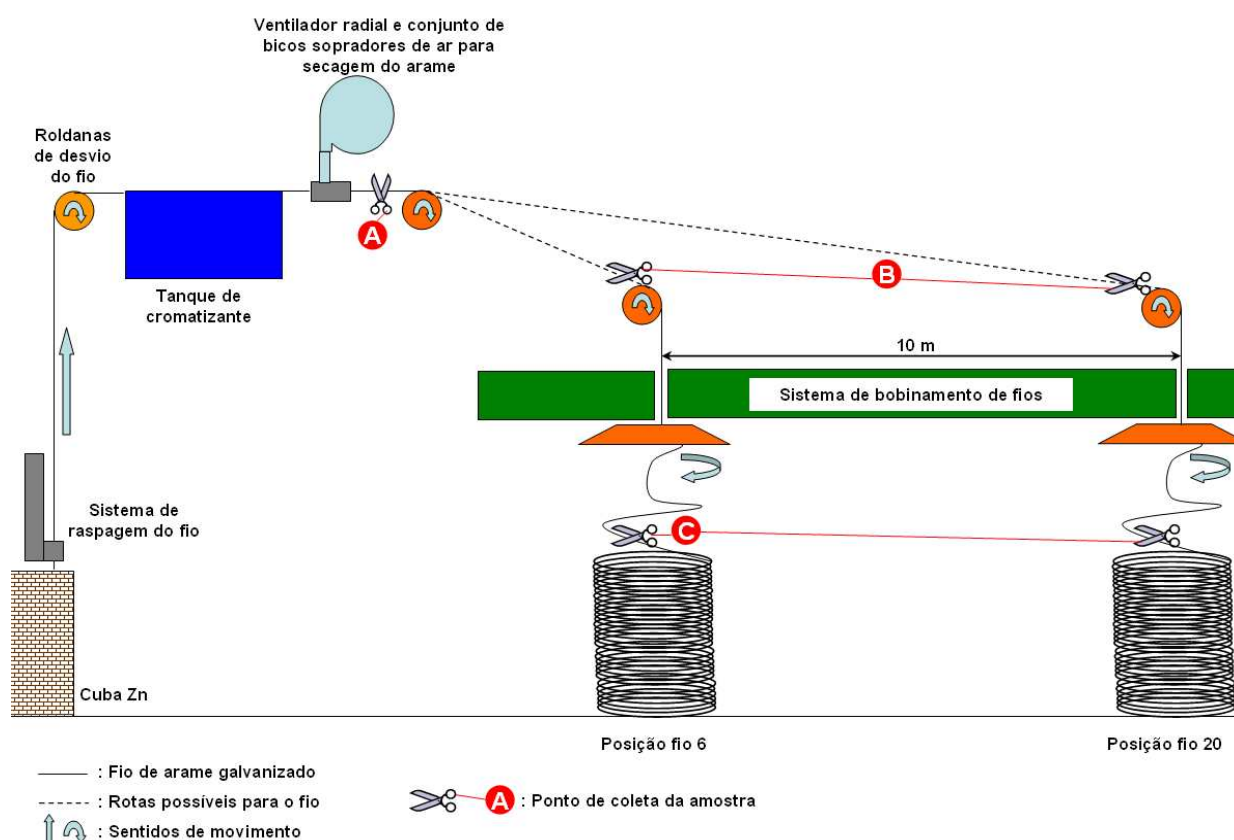 Ventilador radial e conjunto de
bicos sopradores de ar para
secagem do arame
Roldanas
de desvio
do fio
A
Tanque de
cromatizante
B
10 m
Sistema de bobinamento de fios
Sistema de
raspagem do fio
C
Cuba Zn
Posição fio 6
Posição fio 20
: Fio de arame galvanizado
: Rotas possíveis para o fio
A : Ponto de coleta da amostra
: Sentidos de movimento